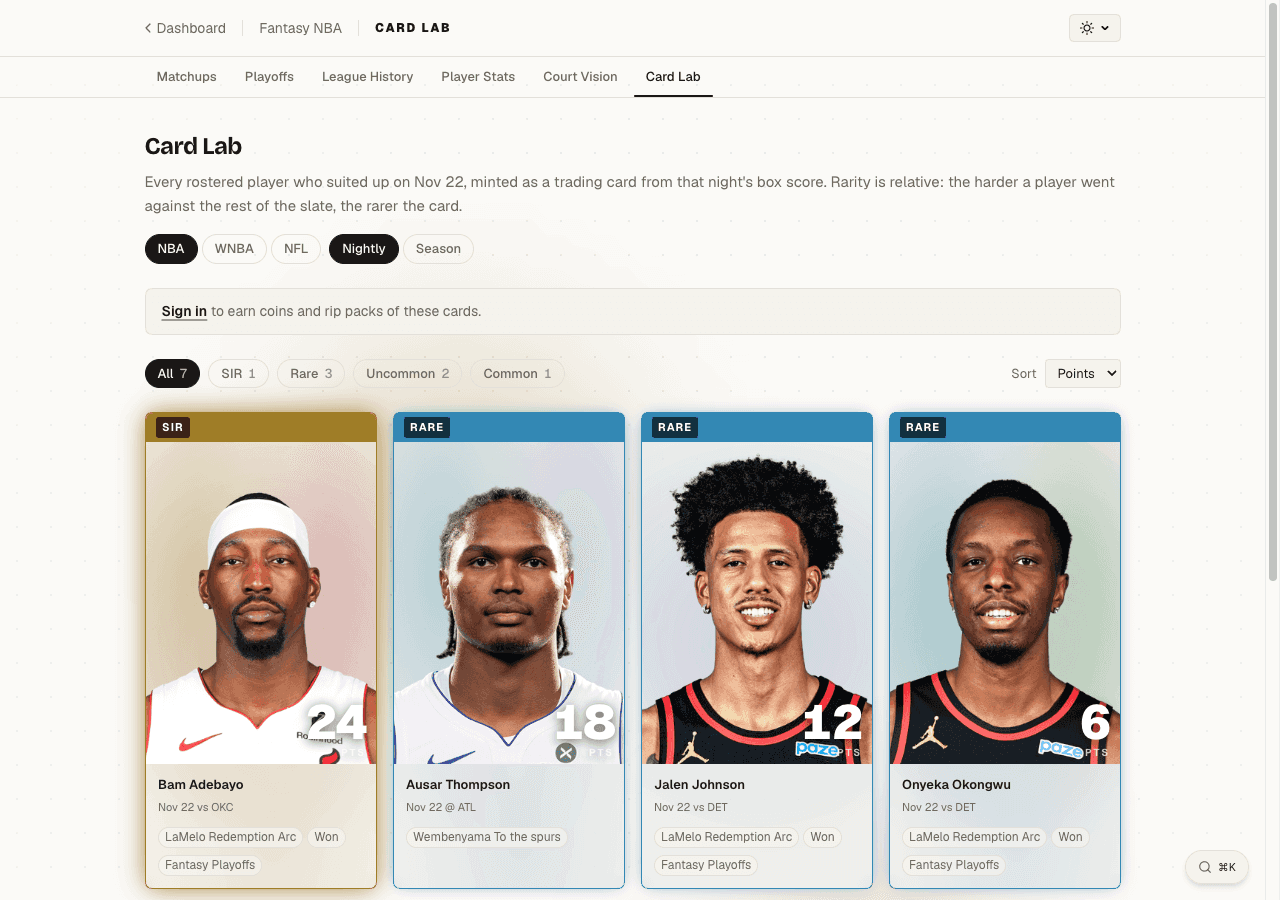 Dashboard
Fantasy NBA
CARD LAB
Matchups
Playoffs
League History
Player Stats
Court Vision
Card Lab
Card Lab
Every rostered player who suited up on Nov 22, minted as a trading card from that night's box score. Rarity is relative: the harder a player went
against the rest of the slate, the rarer the card.
NBA
WNBA
NFL
Nightly
Season
Sign in to earn coins and rip packs of these cards.
All 7
SIR 1
Rare 3
Uncommon 2
Common 1
Sort
Points
SIR
24
PTS
Bam Adebayo
Nov 22 vs OKC
LaMelo Redemption Arc
Won
Fantasy Playoffs
RARE
18
PTS
Ausar Thompson
Nov 22 @ ATL
Wembenyama To the spurs
RARE
12
paze
PTS
Jalen Johnson
Nov 22 vs DET
LaMelo Redemption Arc
Won
Fantasy Playoffs
RARE
6
paze
PTS
Onyeka Okongwu
Nov 22 vs DET
LaMelo Redemption Arc
Won
Fantasy Playoffs
⌘K